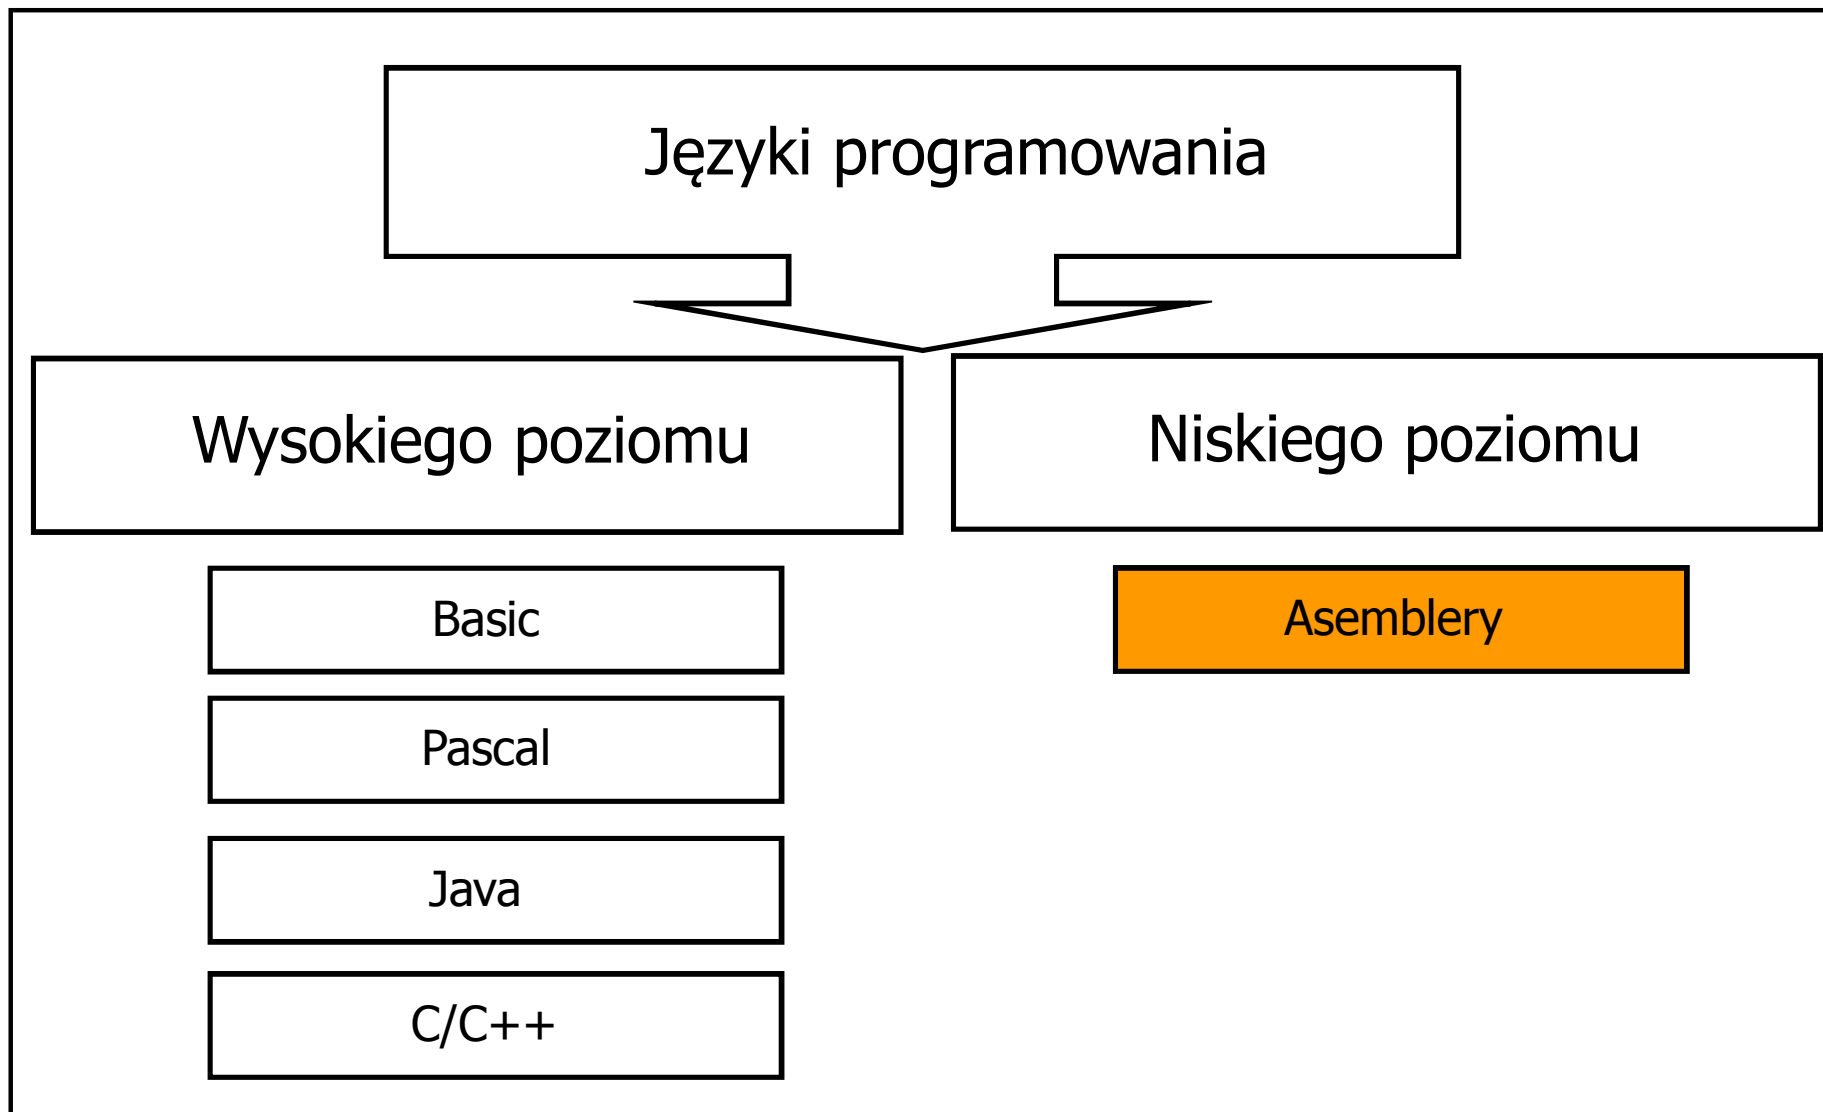 Języki programowania
Wysokiego poziomu
Niskiego poziomu
Basic
Asemblery
Pascal
Java
C/C++